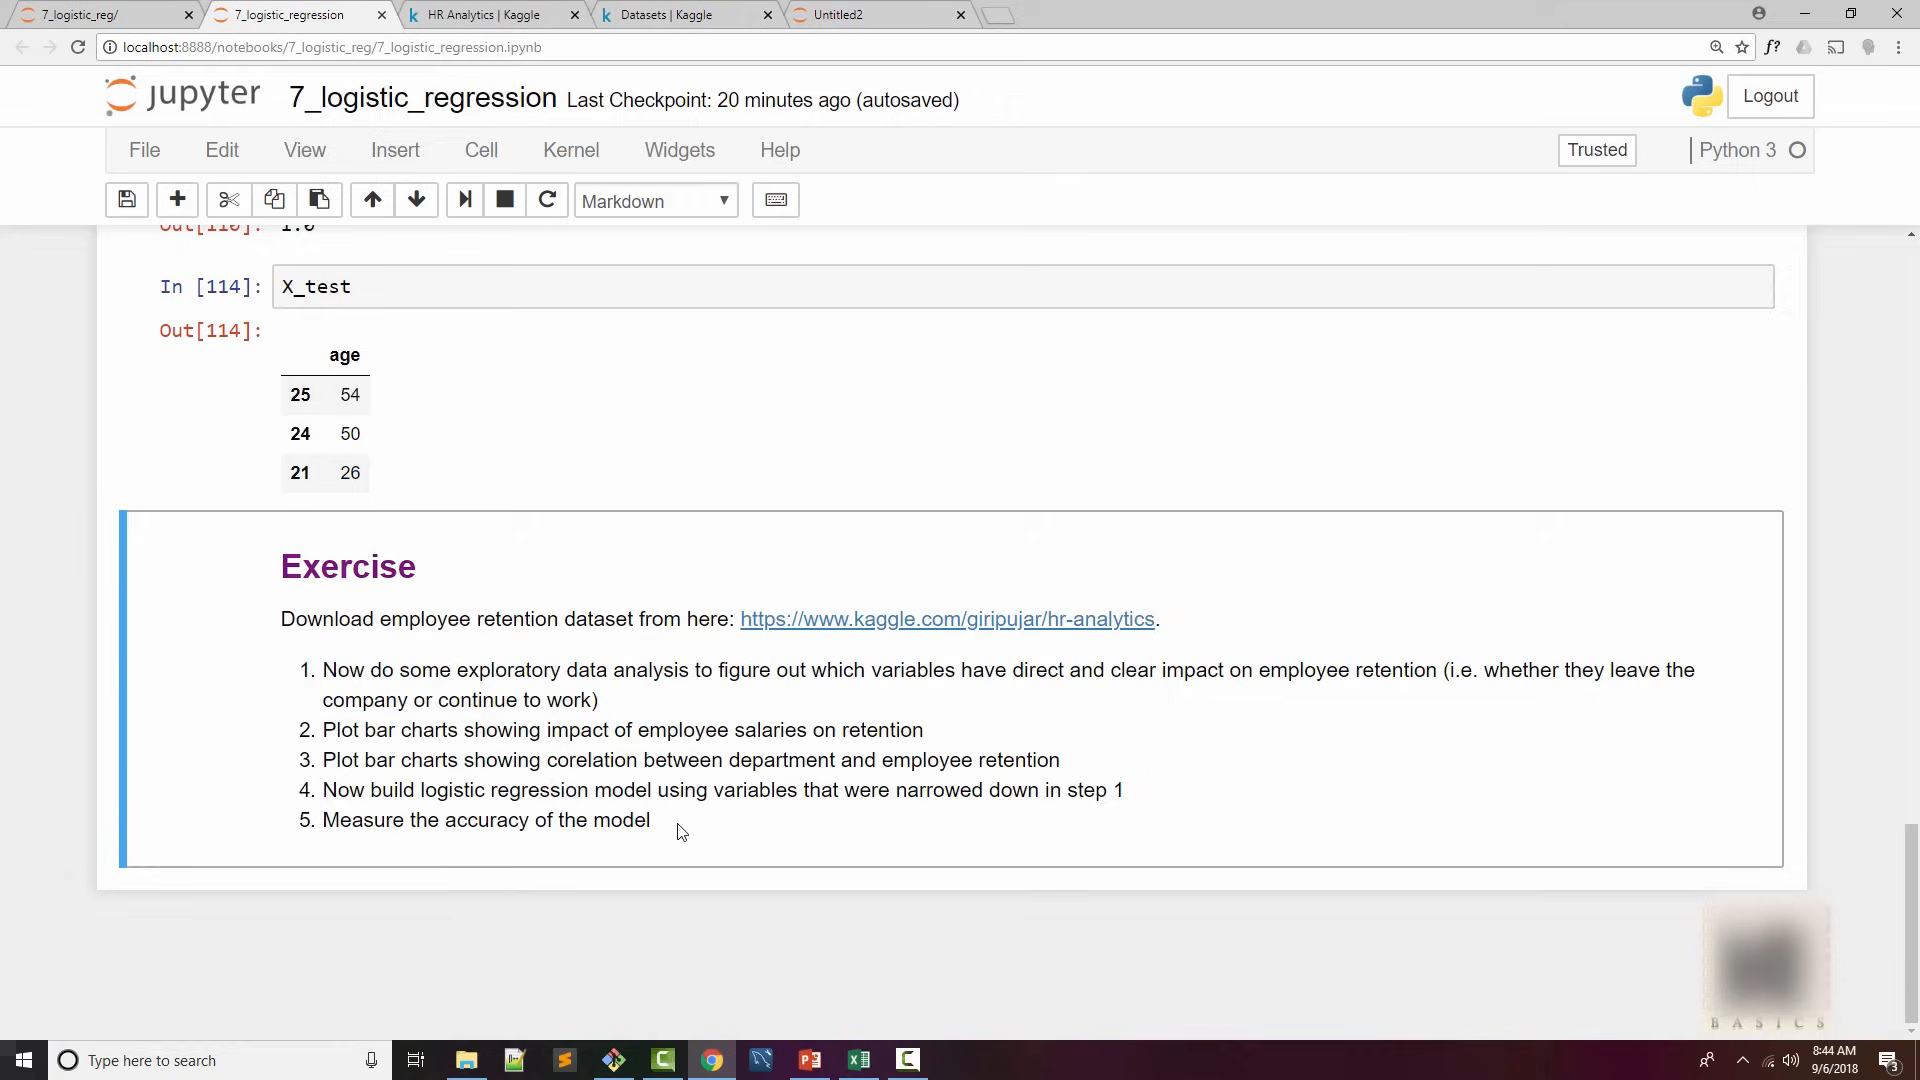 7_logistic_reg/
7_logistic_regression
HR Analytics | Kaggle
Datasets | Kaggle
Untitled2
localhost:8888/notebooks/7_logistic_reg/7_logistic_regression.ipynb
jupyter 7_logistic_regression Last Checkpoint: 20 minutes ago (autosaved)
Logout
File Edit View Insert Cell Kernel Widgets Help
Trusted
Python 3
Markdown
Out[110]: 1.0
In [114]: X_test
Out[114]:
age
25 54
24 50
21 26
Exercise
Download employee retention dataset from here: https://www.kaggle.com/giripujar/hr-analytics.
1. Now do some exploratory data analysis to figure out which variables have direct and clear impact on employee retention (i.e. whether they leave the
company or continue to work)
2. Plot bar charts showing impact of employee salaries on retention
3. Plot bar charts showing corelation between department and employee retention
4. Now build logistic regression model using variables that were narrowed down in step 1
5. Measure the accuracy of the model
BASICS
Type here to search
8:44 AM
9/6/2018
3